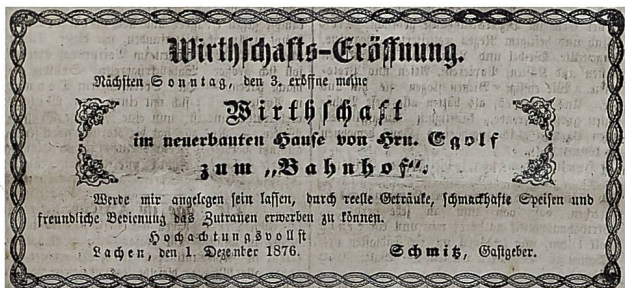 Wirthschafts-Eröffnung.
Nächsten Sonntag, den 3. eröffne meine
Wirthschaft
im neuerbauten Hause von Hrn. Egolf
zum „Bahnhof".
Werde mir angelegen sein lassen, durch reelle Getränke, schmackhafte Speisen und
freundliche Bedienung das Zutrauen erwerben zu können.
Hochachtungsvollst
Lachen, den 1. Dezember 1876. Schmitz, Gastgeber.